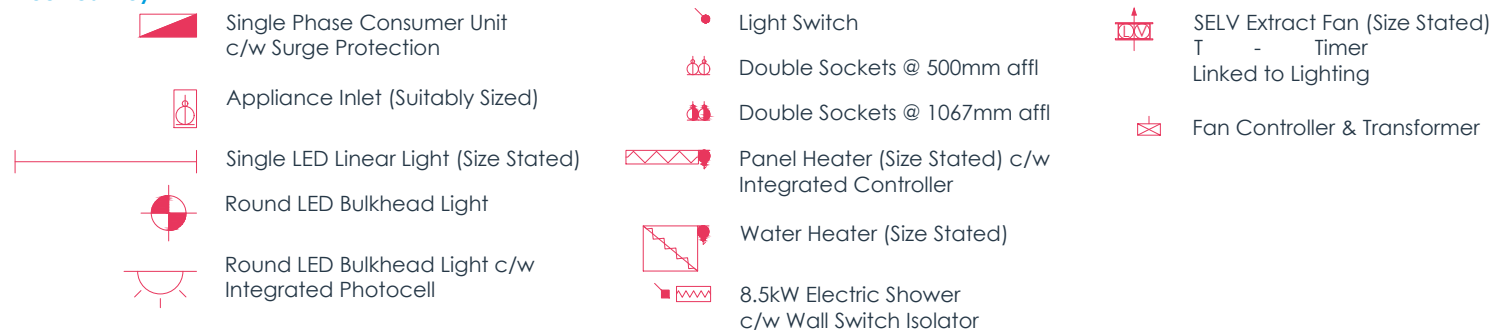 Single Phase Consumer Unit
c/w Surge Protection
Appliance Inlet (Suitably Sized)
Single LED Linear Light (Size Stated)
Round LED Bulkhead Light
Round LED Bulkhead Light c/w
Integrated Photocell
Light Switch
Double Sockets @ 500mm affl
Double Sockets @ 1067mm affl
Panel Heater (Size Stated) c/w
Integrated Controller
Water Heater (Size Stated)
8.5kW Electric Shower
c/w Wall Switch Isolator
LV
SELV Extract Fan (Size Stated)
T - Timer
Linked to Lighting
Fan Controller & Transformer